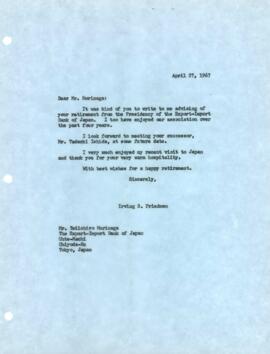 April 27, 1967
Dear Mr. Morinaga:
It was kind of you to write to me advising of
your retirement from the Presidency of the Export-Import
Bank of Japan. I too have enjoyed our association over
the past four years.
I look forward to meeting your successor,
Mr. Tadashi Ishida, at some future date.
I very much enjoyed my recent visit to Japan
and thank you for your very warm hospitality.
With best wishes for a happy retirement.
Sincerely,
Irving S. Friedman
Mr. Teiichiro Morinaga
The Export-Import Bank of Japan
Ohte-Machi
Chiyoda-Ku
Tokyo, Japan